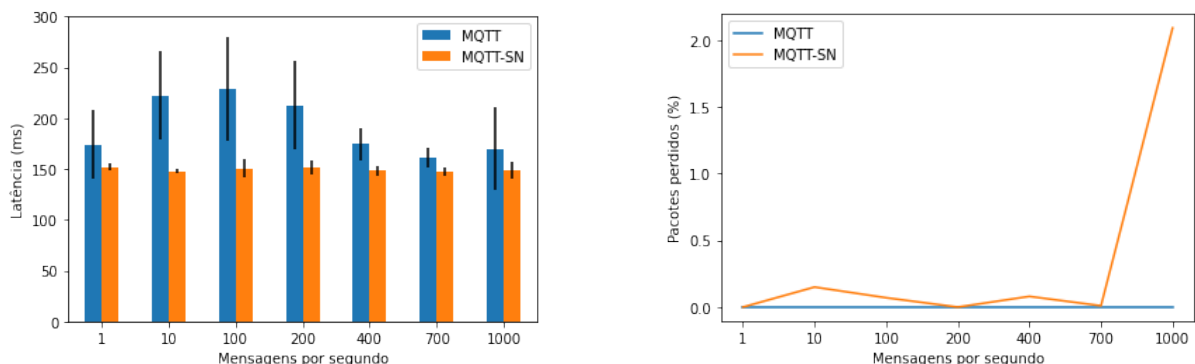 300
250
200
150
100
50
0
Latência (ms)
MQTT
MQTT-SN
1 10 100 200 400 700 1000
Mensagens por segundo
2.0
1.5
1.0
0.5
0.0
Pacotes perdidos (%)
MQTT
MQTT-SN
1 10 100 200 400 700 1000
Mensagens por segundo